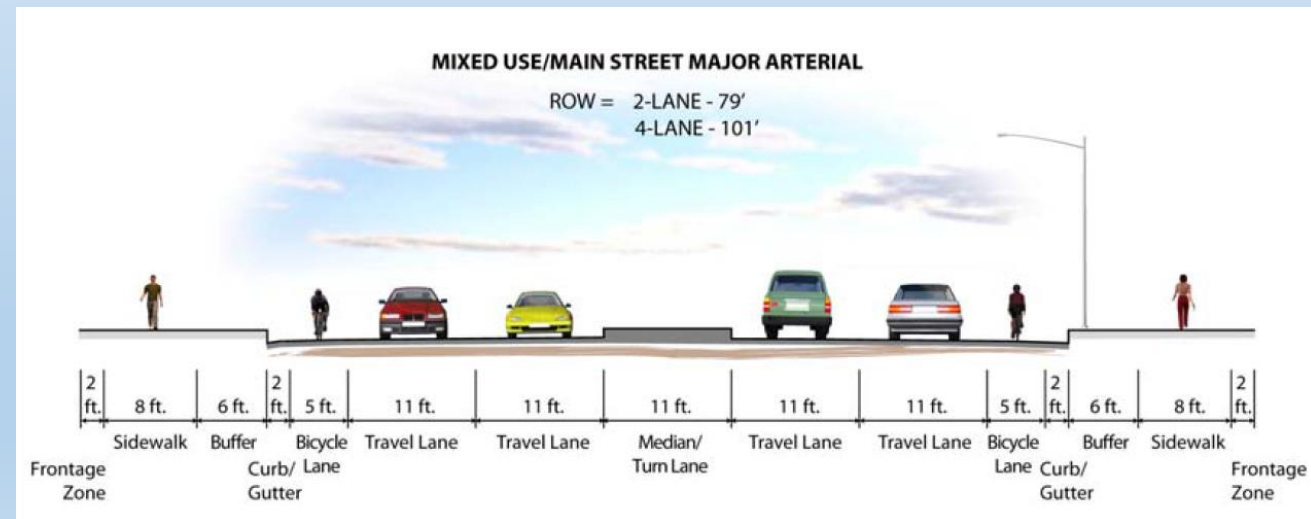 MIXED USE/MAIN STREET MAJOR ARTERIAL
ROW = 2-LANE - 79'
4-LANE - 101'
2 ft. 8 ft. 6 ft. 2 ft. 5 ft. 11 ft. 11 ft. 11 ft. 11 ft. 11 ft. 5 ft. 2 ft. 6 ft. 8 ft. 2 ft.
Frontage Zone
Sidewalk
Buffer
Curb/ Gutter
Bicycle Lane
Travel Lane
Travel Lane
Median/ Turn Lane
Travel Lane
Travel Lane
Bicycle Lane
Curb/ Gutter
Buffer
Sidewalk
Frontage Zone